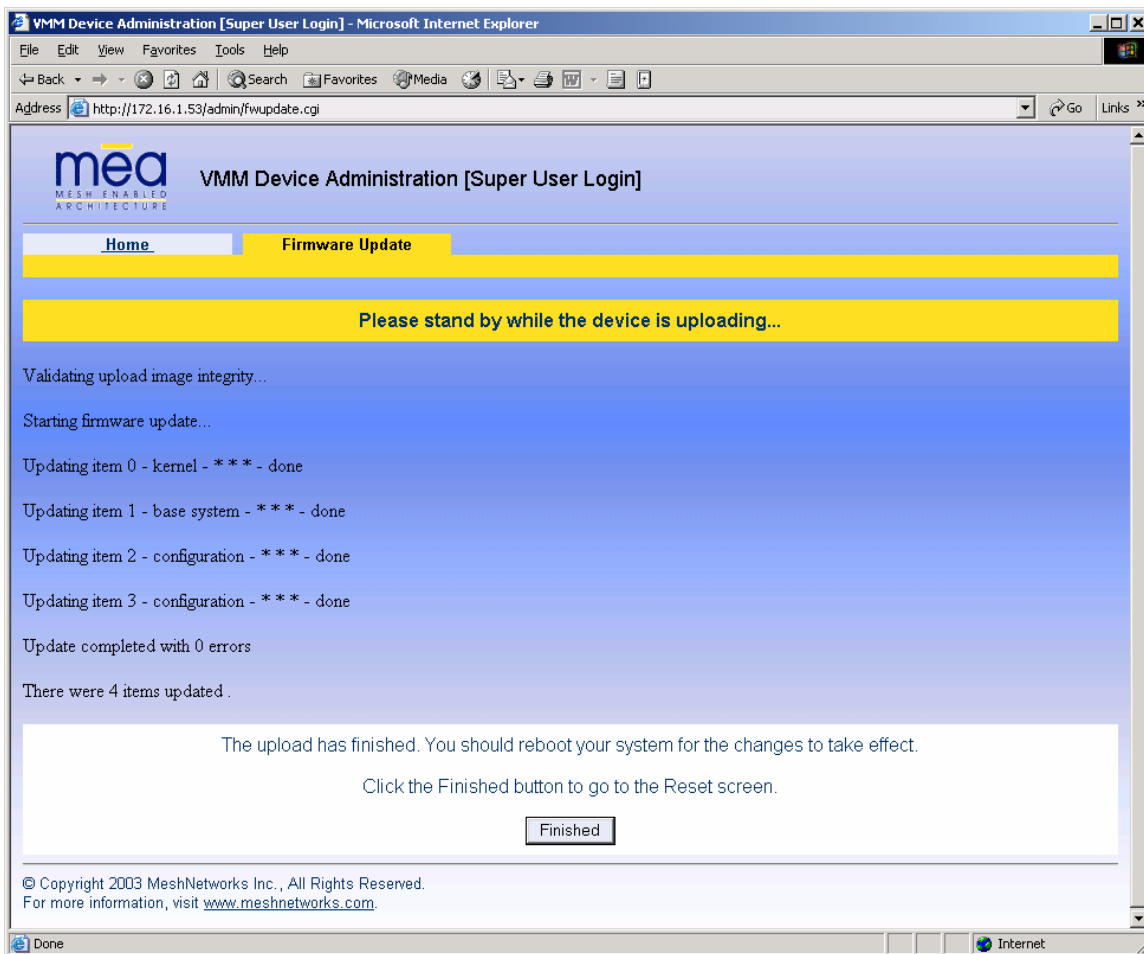 VMM Device Administration [Super User Login] - Microsoft Internet Explorer
File Edit View Favorites Tools Help
Back Search Favorites Media
Address http://172.16.1.53/admin/fwupdate.cgi Go Links »
mea
MESH ENABLED
ARCHITECTURE
VMM Device Administration [Super User Login]
Home Firmware Update
Please stand by while the device is uploading...
Validating upload image integrity...
Starting firmware update...
Updating item 0 - kernel - * * * - done
Updating item 1 - base system - * * * - done
Updating item 2 - configuration - * * * - done
Updating item 3 - configuration - * * * - done
Update completed with 0 errors
There were 4 items updated .
The upload has finished. You should reboot your system for the changes to take effect.
Click the Finished button to go to the Reset screen.
Finished
© Copyright 2003 MeshNetworks Inc., All Rights Reserved.
For more information, visit www.meshnetworks.com.
Done Internet